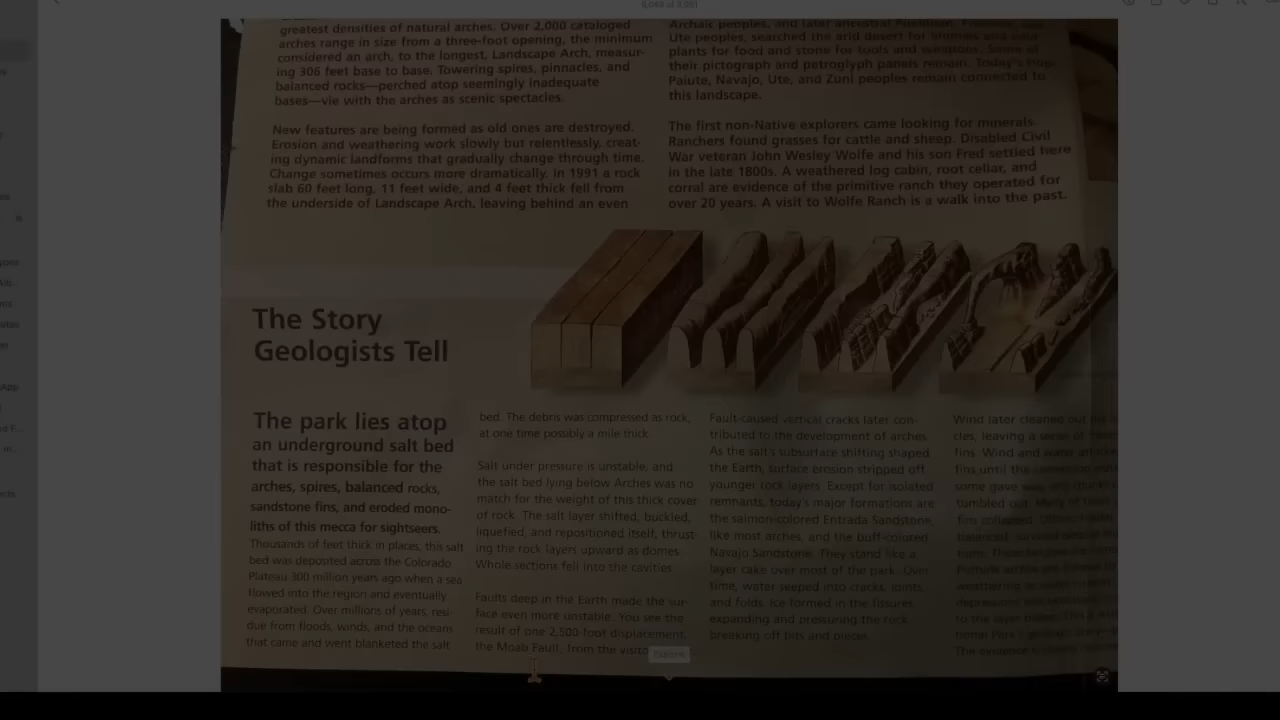 greatest densities of natural arches. Over 2,000 cataloged
arches range in size from a three-foot opening, the minimum
considered an arch, to the longest, Landscape Arch, measur-
ing 306 feet base to base. Towering spires, pinnacles, and
balanced rocks—perched atop seemingly inadequate
bases—vie with the arches as scenic spectacles.
New features are being formed as old ones are destroyed.
Erosion and weathering work slowly but relentlessly, creat-
ing dynamic landforms that gradually change through time.
Change sometimes occurs more dramatically. In 1991 a rock
slab 60 feet long, 11 feet wide, and 4 feet thick fell from
the underside of Landscape Arch, leaving behind an even
Archaic peoples, and later ancestral Puebloan,
Ute peoples, searched the arid desert for
plants for food and stone for tools and weapons. Some of
their pictograph and petroglyph panels remain. Today's Hopi,
Paiute, Navajo, Ute, and Zuni peoples remain connected to
this landscape.
The first non-Native explorers came looking for minerals.
Ranchers found grasses for cattle and sheep. Disabled Civil
War veteran John Wesley Wolfe and his son Fred settled here
in the late 1800s. A weathered log cabin, root cellar, and
corral are evidence of the primitive ranch they operated for
over 20 years. A visit to Wolfe Ranch is a walk into the past.
The Story
Geologists Tell
The park lies atop
an underground salt bed
that is responsible for the
arches, spires, balanced rocks,
sandstone fins, and eroded mono-
liths of this mecca for sightseers.
Thousands of feet thick in places, this salt
bed was deposited across the Colorado
Plateau 300 million years ago when a sea
flowed into the region and eventually
evaporated. Over millions of years, resi-
due from floods, winds, and the oceans
that came and went blanketed the salt
bed. The debris was compressed as rock,
at one time possibly a mile thick.
Salt under pressure is unstable, and
the salt bed lying below Arches was no
match for the weight of this thick cover
of rock. The salt layer shifted, buckled,
liquefied, and repositioned itself, thrust-
ing the rock layers upward as domes.
Whole sections fell into the cavities.
Faults deep in the Earth made the sur-
face even more unstable. You see the
result of one 2,500-foot displacement,
the Moab Fault, from the
Fault-caused vertical cracks later con-
tributed to the development of arches.
As the salt's subsurface shifting shaped
the Earth, surface erosion stripped off
younger rock layers. Except for isolated
remnants, today's major formations are
the salmon-colored Entrada Sandstone,
like most arches, and the buff-colored
Navajo Sandstone. They stand like a
layer cake over most of the park. Over
time, water seeped into cracks, joints,
and folds. Ice formed in the fissures,
expanding and pressuring the rock,
breaking off bits and pieces.
Wind later cleaned out the
cles, leaving a series of
fins. Wind and water
fins until the
some gave way, and chunks
tumbled out. Many of these
fins collapsed.